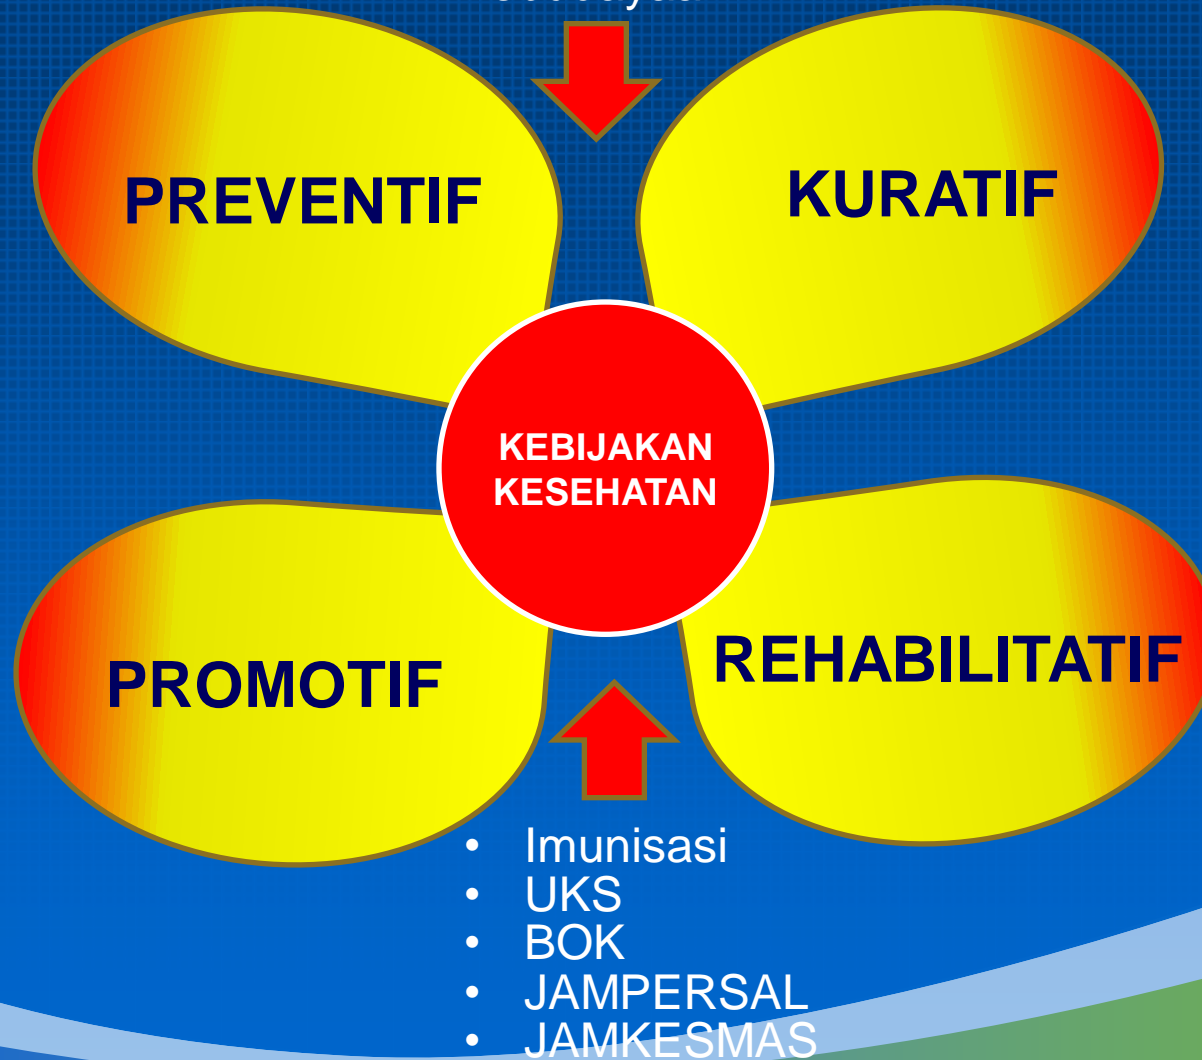 PREVENTIF
KURATIF
KEBIJAKAN
KESEHATAN
PROMOTIF
REHABILITATIF
• Imunisasi
• UKS
• BOK
• JAMPERSAL
• JAMKESMAS